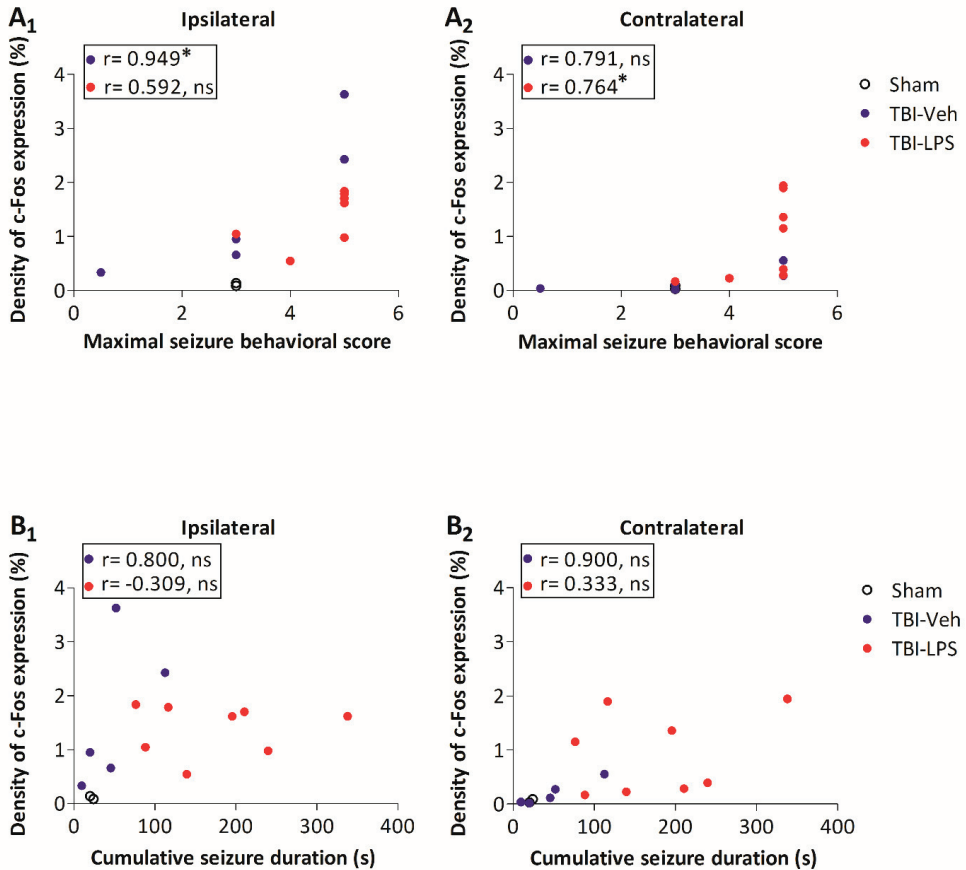 A1
Ipsilateral
Density of c-Fos expression (%)
r= 0.949*
r= 0.592, ns
4
3
2
1
0
0 2 4 6
Maximal seizure behavioral score
A2
Contralateral
Density of c-Fos expression (%)
r= 0.791, ns
r= 0.764*
4
3
2
1
0
0 2 4 6
Maximal seizure behavioral score
Sham
TBI-Veh
TBI-LPS
B1
Ipsilateral
Density of c-Fos expression (%)
r= 0.800, ns
r= -0.309, ns
4
3
2
1
0
0 100 200 300 400
Cumulative seizure duration (s)
B2
Contralateral
Density of c-Fos expression (%)
r= 0.900, ns
r= 0.333, ns
4
3
2
1
0
0 100 200 300 400
Cumulative seizure duration (s)
Sham
TBI-Veh
TBI-LPS